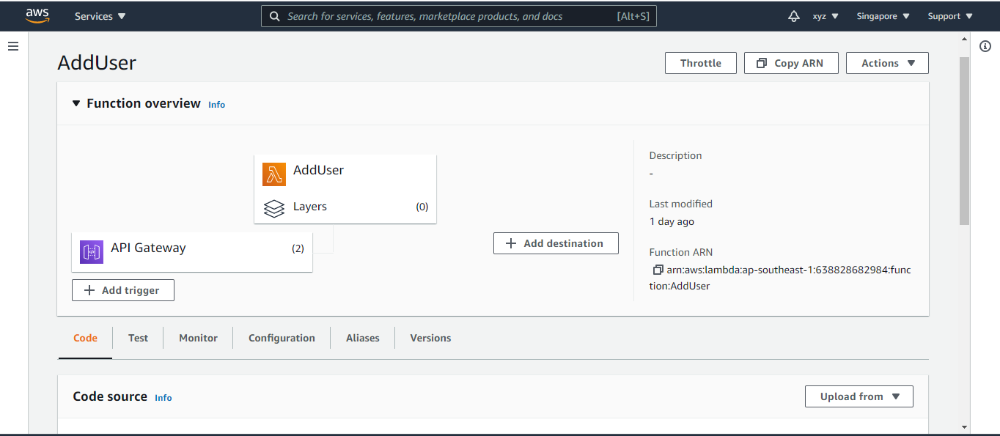 aws
Services
Search for services, features, marketplace products, and docs
[Alt+S]
xyz
Singapore
Support
AddUser
Throttle
Copy ARN
Actions
Function overview Info
AddUser
Layers
(0)
API Gateway
(2)
Add trigger
Add destination
Description
-
Last modified
1 day ago
Function ARN
arn:aws:lambda:ap-southeast-1:638828682984:func
tion:AddUser
Code
Test
Monitor
Configuration
Aliases
Versions
Code source Info
Upload from